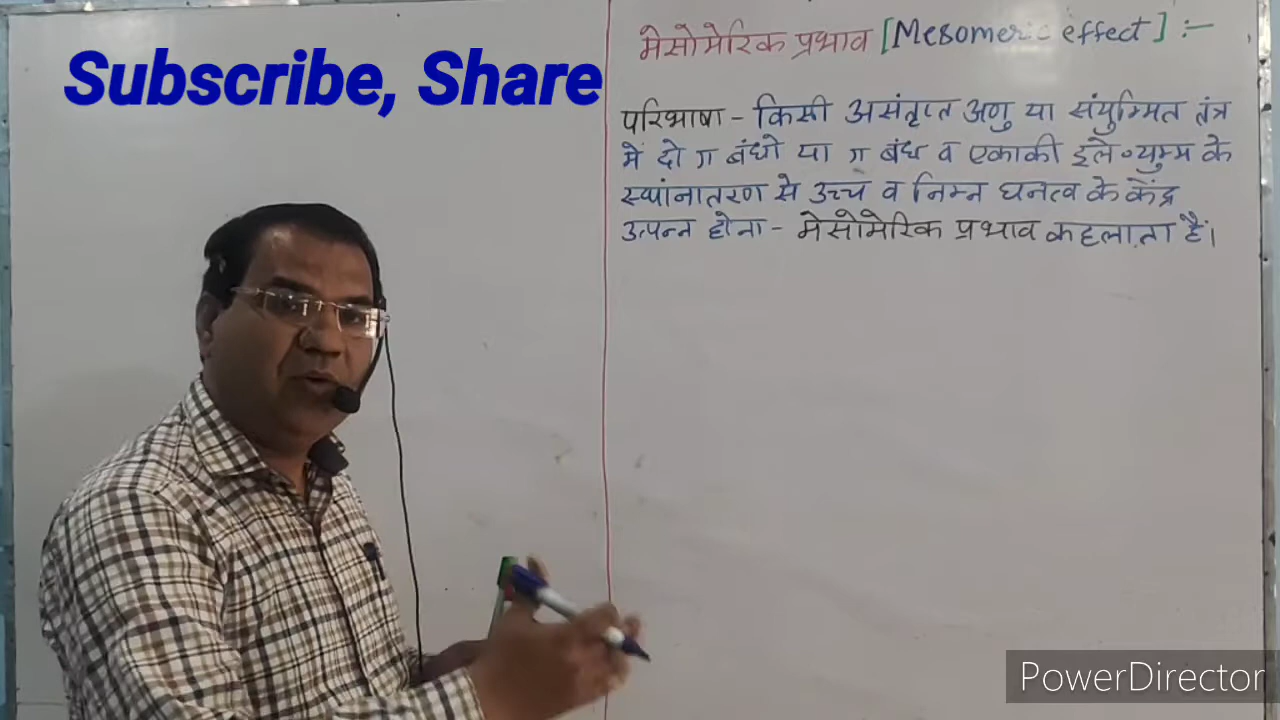 Subscribe, Share
मेसोमेरिक प्रभाव [Mesomeric effect] :-
परिभाषा - किसी असंतृप्त अणु या संयुग्मित तंत्र
में दो π बंधो या π बंध व एकाकी इले॰युग्म के
स्थांनातरण से उच्च व निम्न घनत्व के केंद्र
उत्पन्न होना - मेसोमेरिक प्रभाव कहलाता है।
PowerDirector